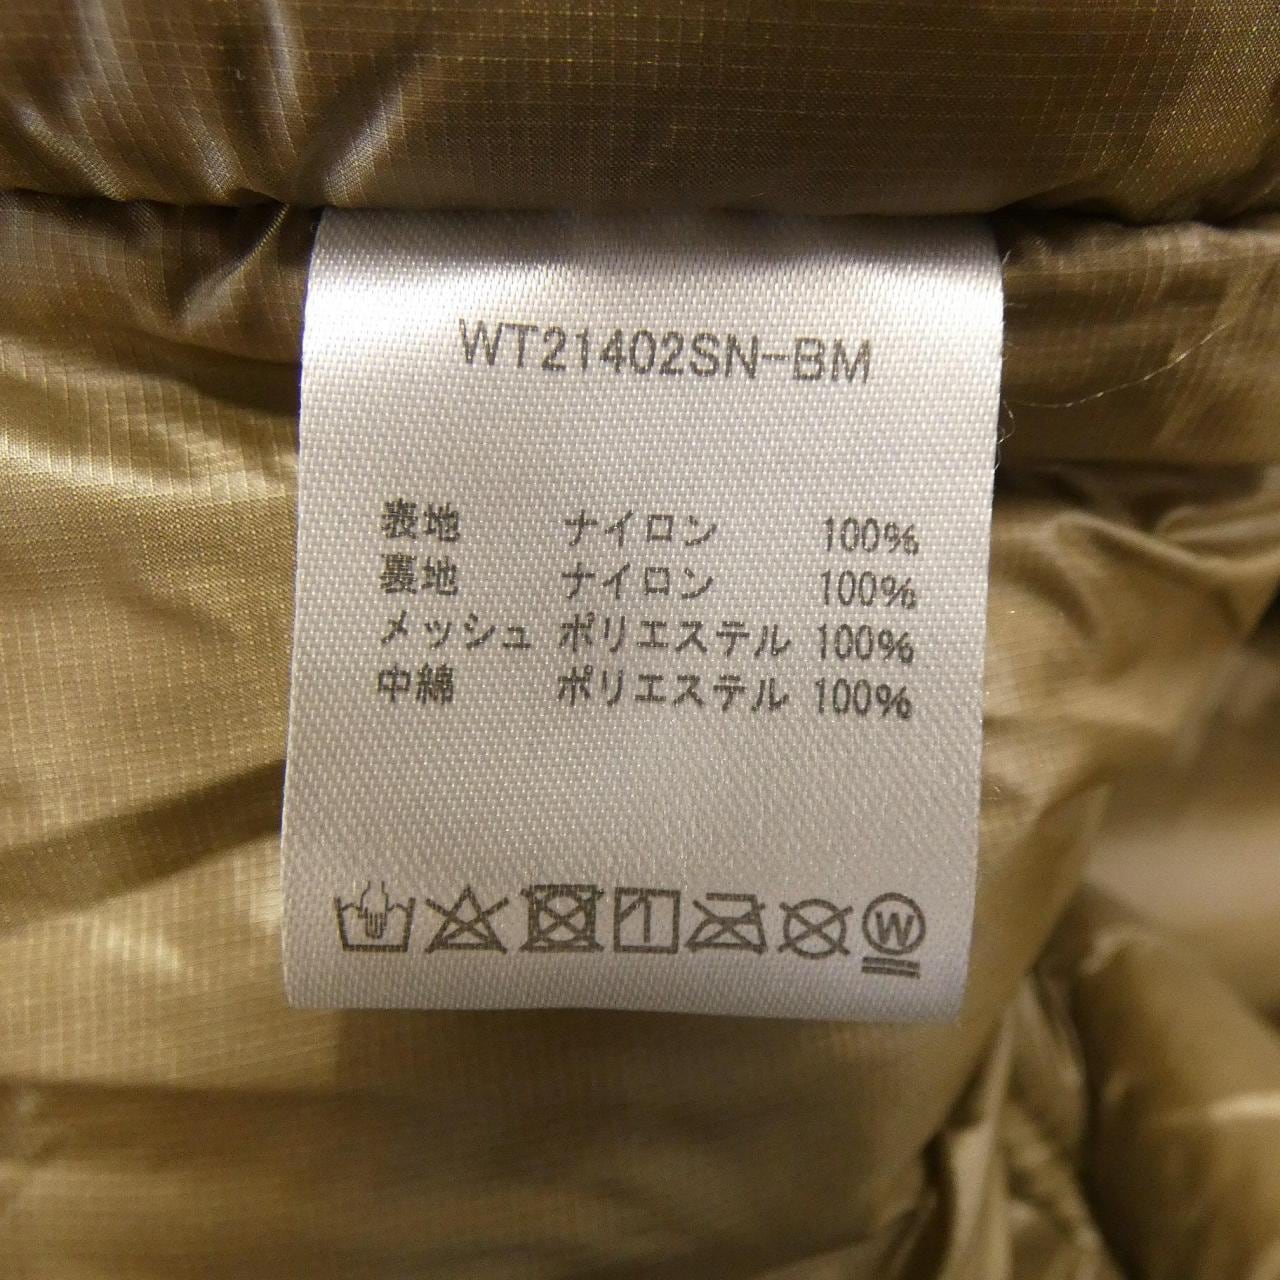 WT21402SN-BM
表地 ナイロン 100%
裏地 ナイロン 100%
メッシュ ポリエステル 100%
中綿 ポリエステル 100%
W